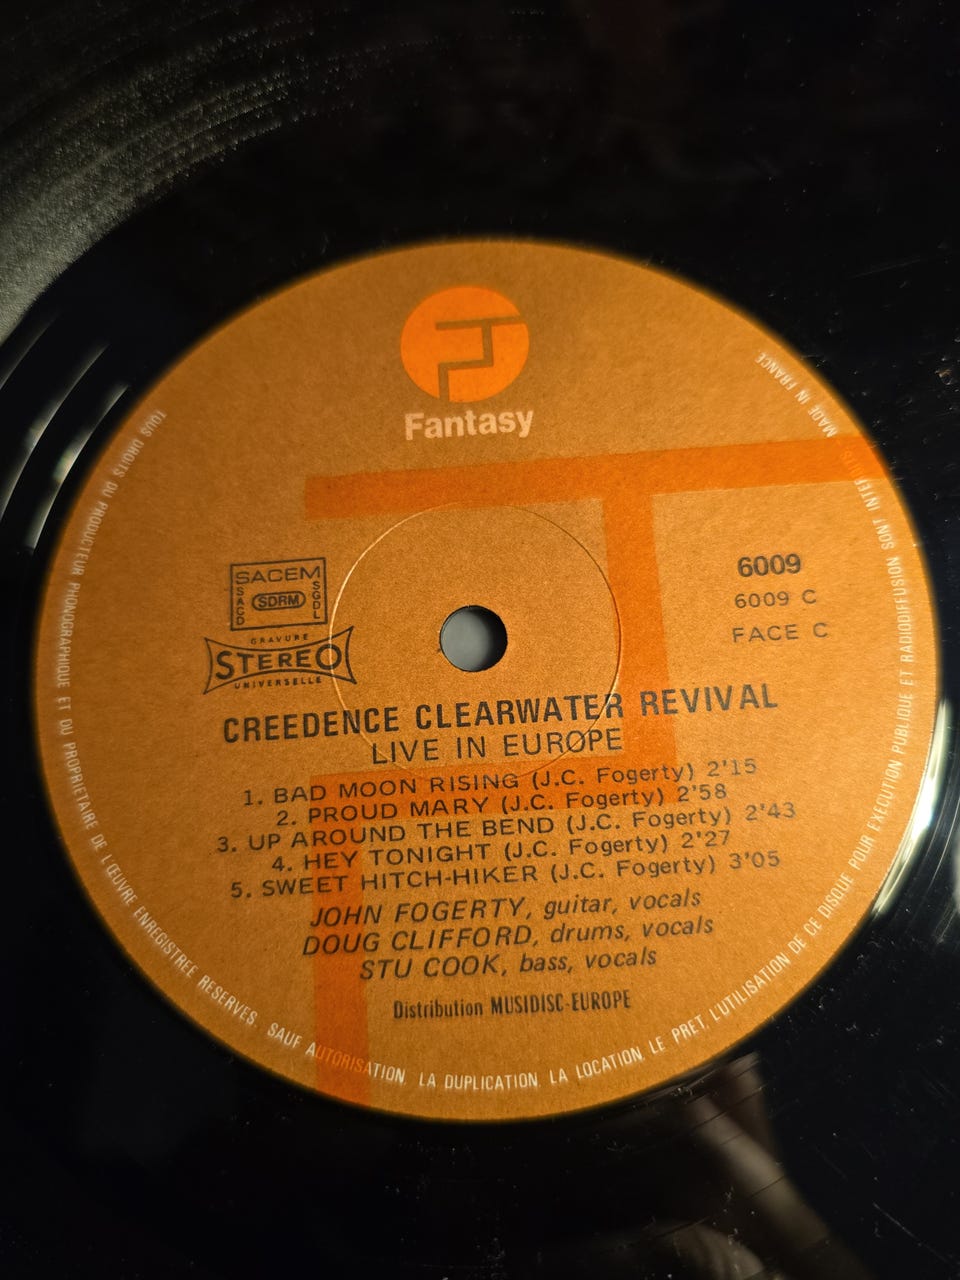 Fantasy
SACEM
SACD
SDRM
SGDL
GRAVURE
STEREO
UNIVERSELLE
6009
6009 C
FACE C
CREEDENCE CLEARWATER REVIVAL
LIVE IN EUROPE
1. BAD MOON RISING (J.C. Fogerty) 2'15
2. PROUD MARY (J.C. Fogerty) 2'58
3. UP AROUND THE BEND (J.C. Fogerty) 2'43
4. HEY TONIGHT (J.C. Fogerty) 2'27
5. SWEET HITCH-HIKER (J.C. Fogerty) 3'05
JOHN FOGERTY, guitar, vocals
DOUG CLIFFORD, drums, vocals
STU COOK, bass, vocals
Distribution MUSIDISC-EUROPE
TOUS DROITS DU PRODUCTEUR PHONOGRAPHIQUE ET DU PROPRIETAIRE DE L'ŒUVRE ENREGISTREE RESERVES. SAUF AUTORISATION, LA DUPLICATION, LA LOCATION, LE PRET, L'UTILISATION DE CE DISQUE POUR EXECUTION PUBLIQUE ET RADIODIFFUSION SONT INTERDITS MADE IN FRANCE.